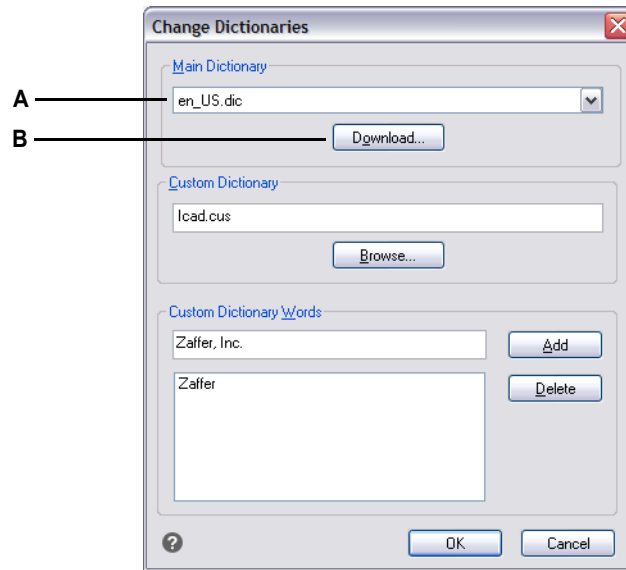 Change Dictionaries
Main Dictionary
A
en_US.dic
B
Download...
Custom Dictionary
Icad.cus
Browse...
Custom Dictionary Words
Zaffer, Inc.
Add
Zaffer
Delete
?
OK
Cancel